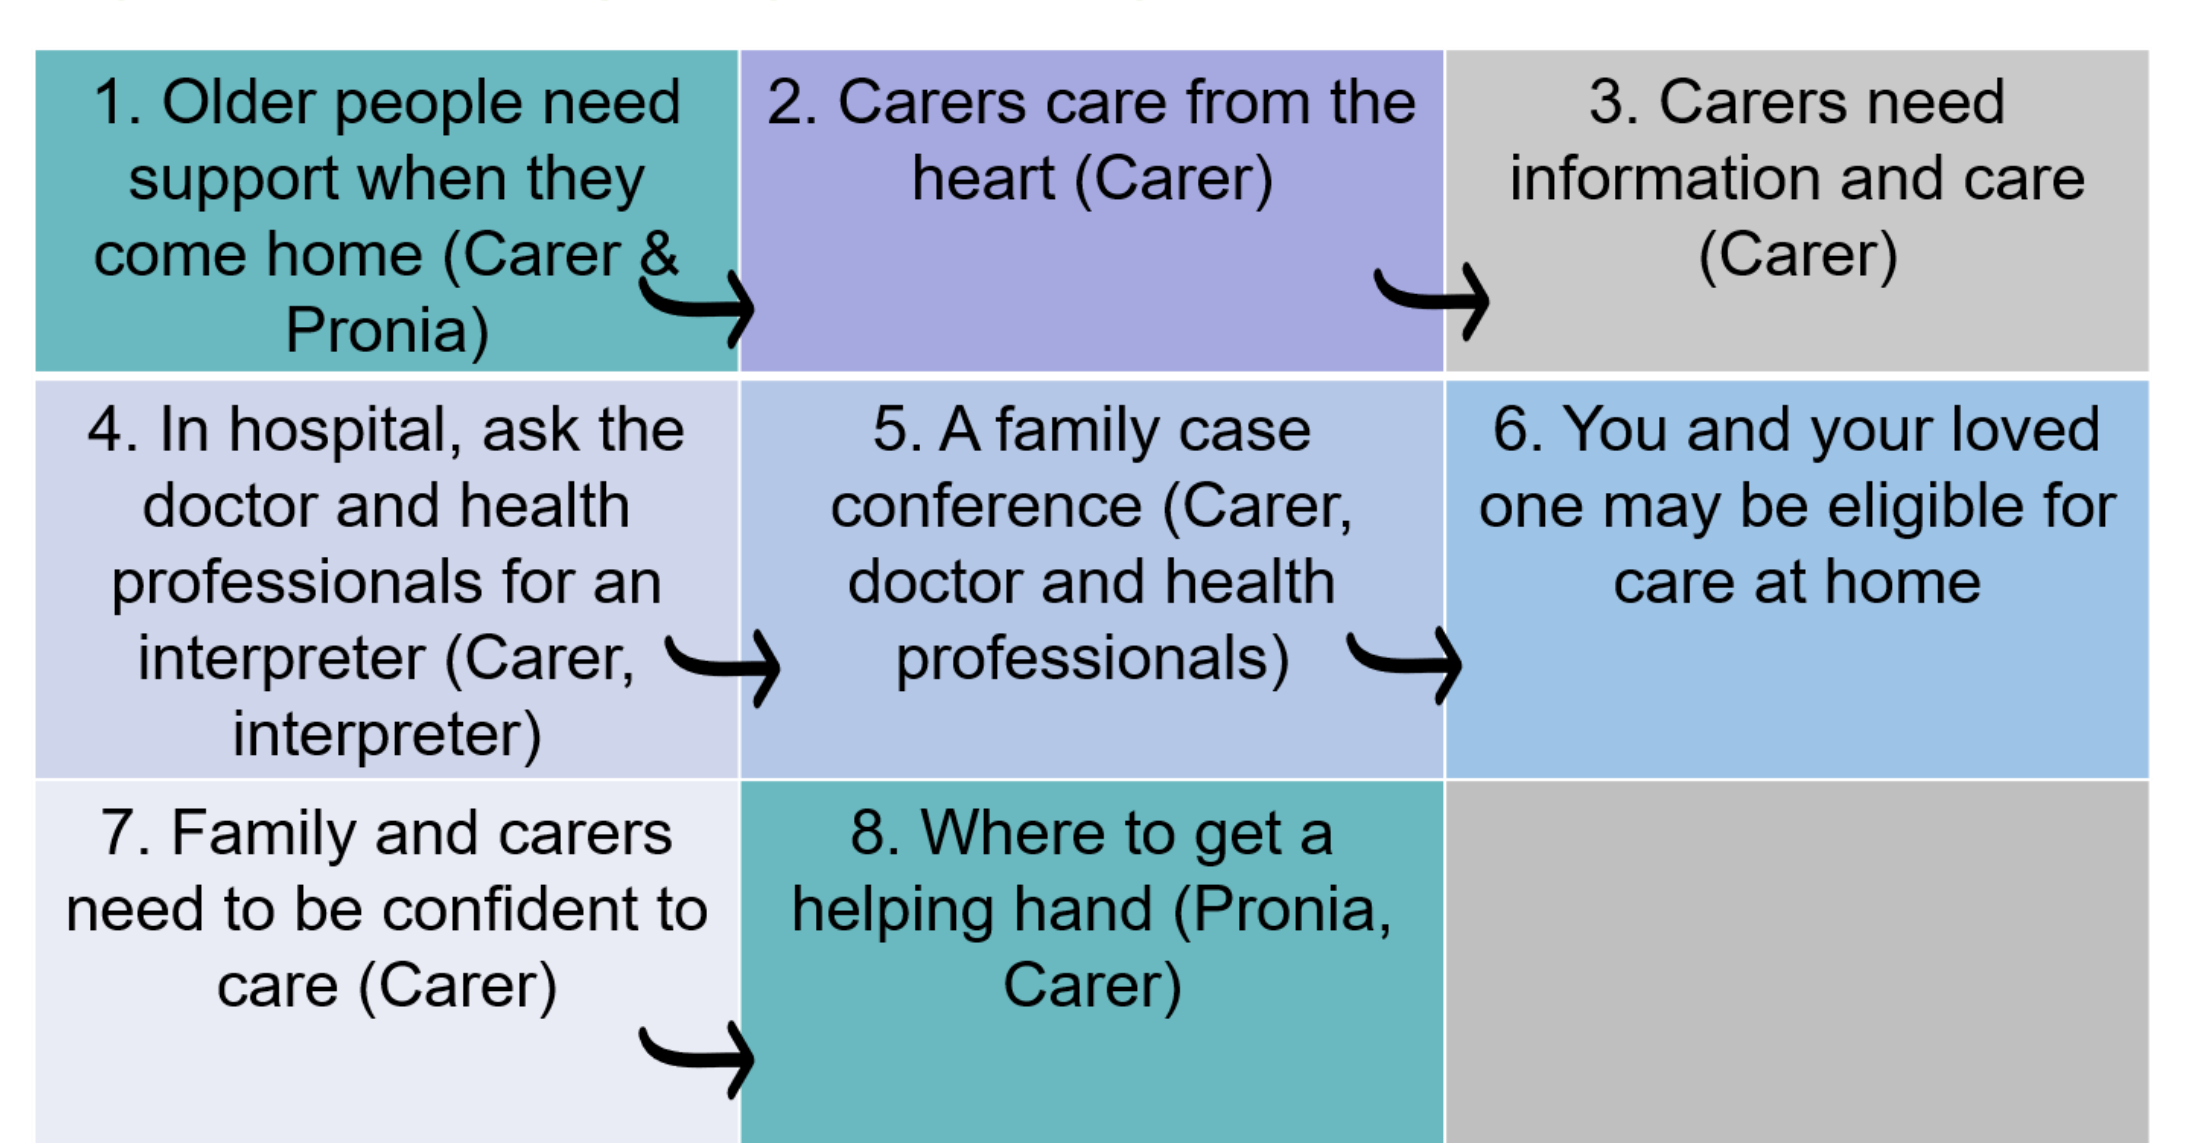 1. Older people need
support when they
come home (Carer &
Pronia)
2. Carers care from the
heart (Carer)
3. Carers need
information and care
(Carer)
4. In hospital, ask the
doctor and health
professionals for an
interpreter (Carer,
interpreter)
5. A family case
conference (Carer,
doctor and health
professionals)
6. You and your loved
one may be eligible for
care at home
7. Family and carers
need to be confident to
care (Carer)
8. Where to get a
helping hand (Pronia,
Carer)